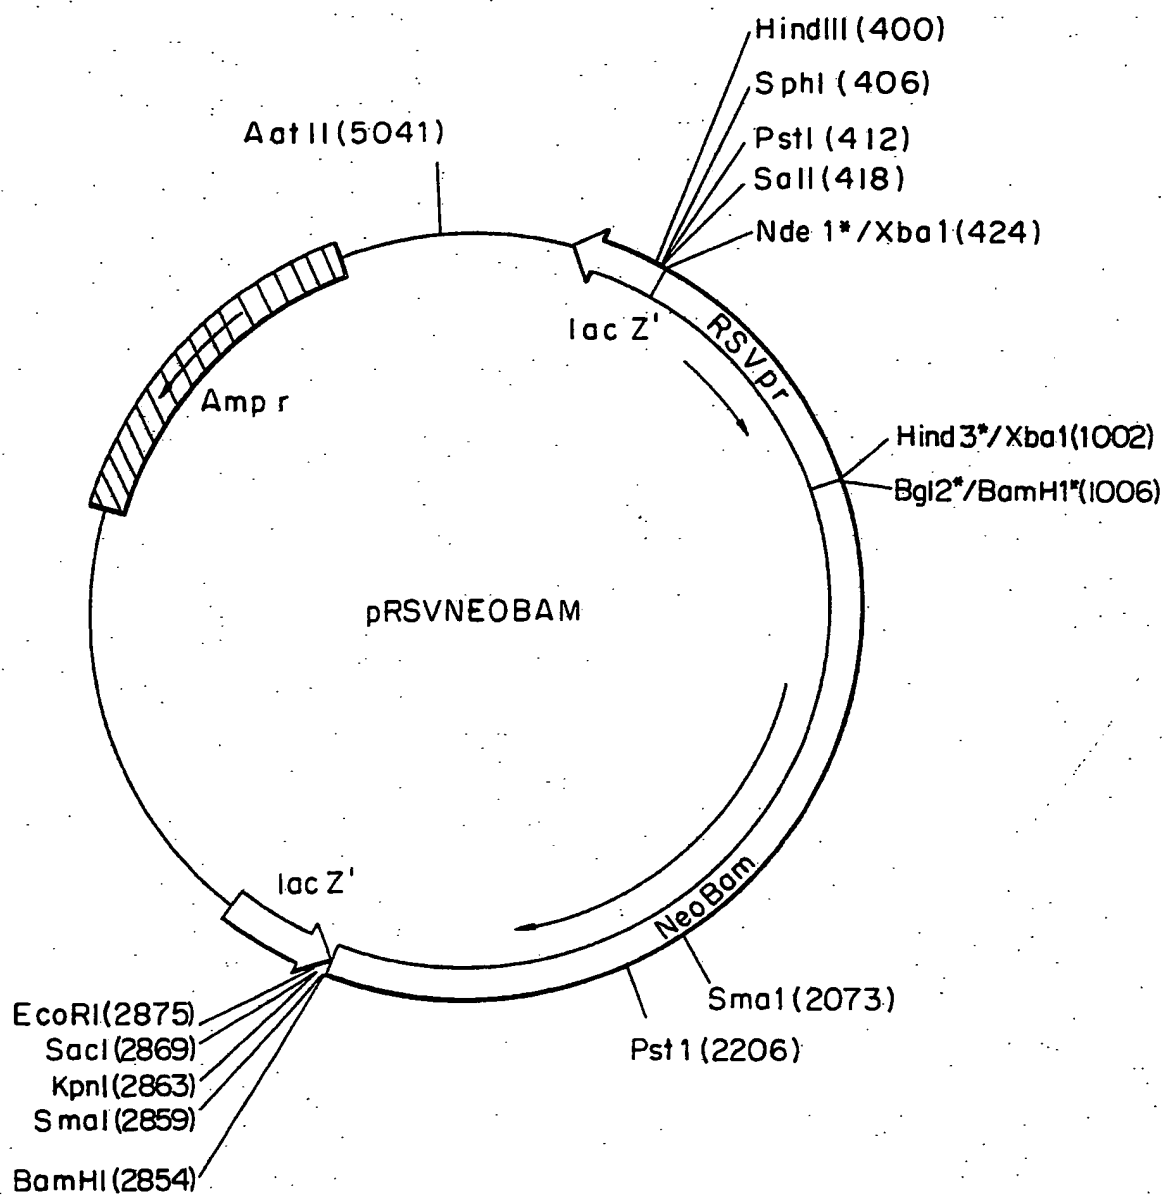 HindIII (400)
SphI (406)
AatII (5041)
PstI (412)
SalI (418)
Nde 1*/Xba1 (424)
lac Z'
RSVpr
Amp r
Hind3*/Xba1(1002)
Bgl2*/BamH1*(1006)
pRSVNEOBAM
NeoBam
lac Z'
Sma1 (2073)
Pst 1 (2206)
EcoRI (2875)
SacI (2869)
KpnI (2863)
SmaI (2859)
BamHI (2854)